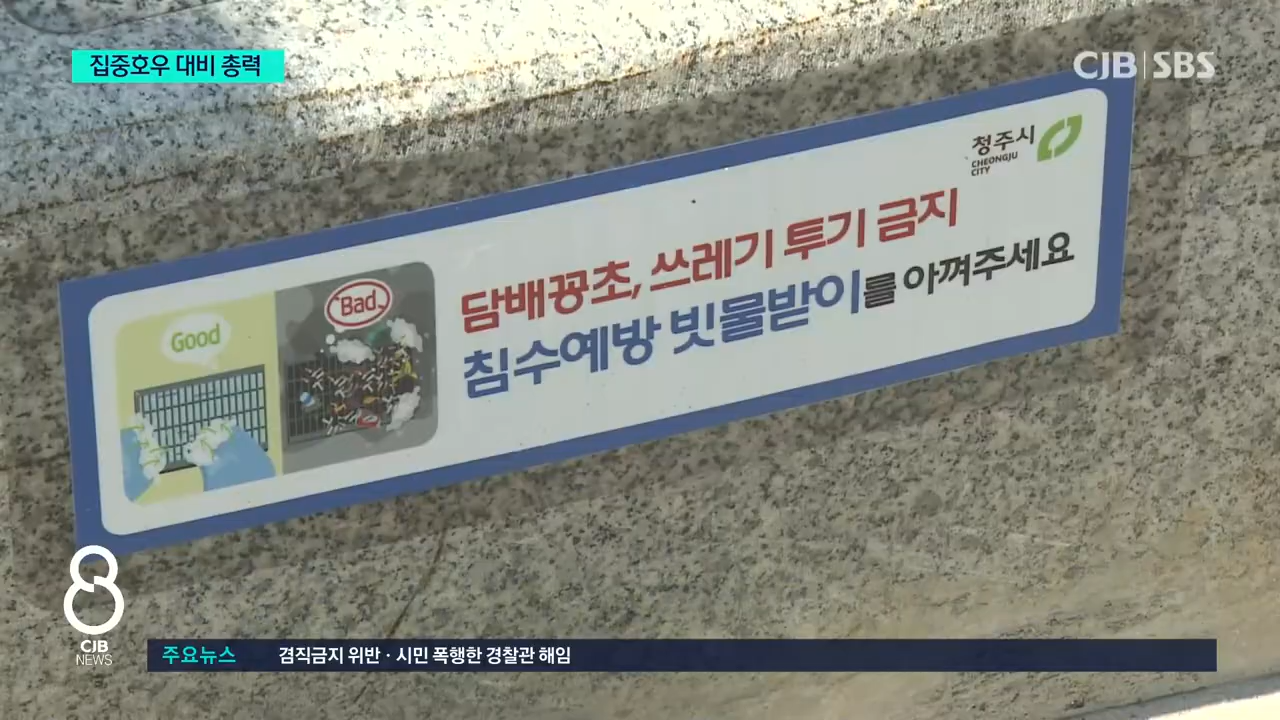 집중호우 대비 총력
CJB SBS
청주시
CHEONGJU
CITY
담배꽁초, 쓰레기 투기 금지
침수예방 빗물받이를 아껴주세요
Good
Bad
8
CJB
NEWS
주요뉴스 겸직금지 위반·시민 폭행한 경찰관 해임